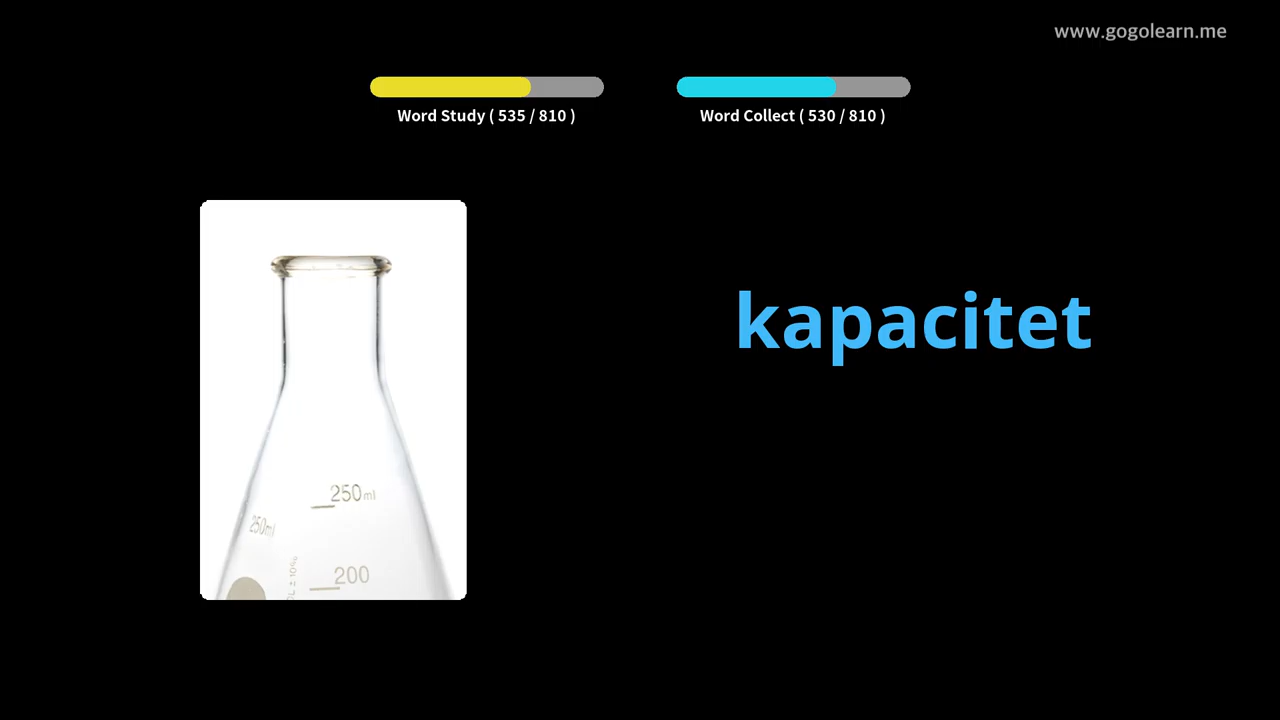 www.gogolearn.me
Word Study ( 535 / 810 )
Word Collect ( 530 / 810 )
kapacitet
250ml
250ml
200